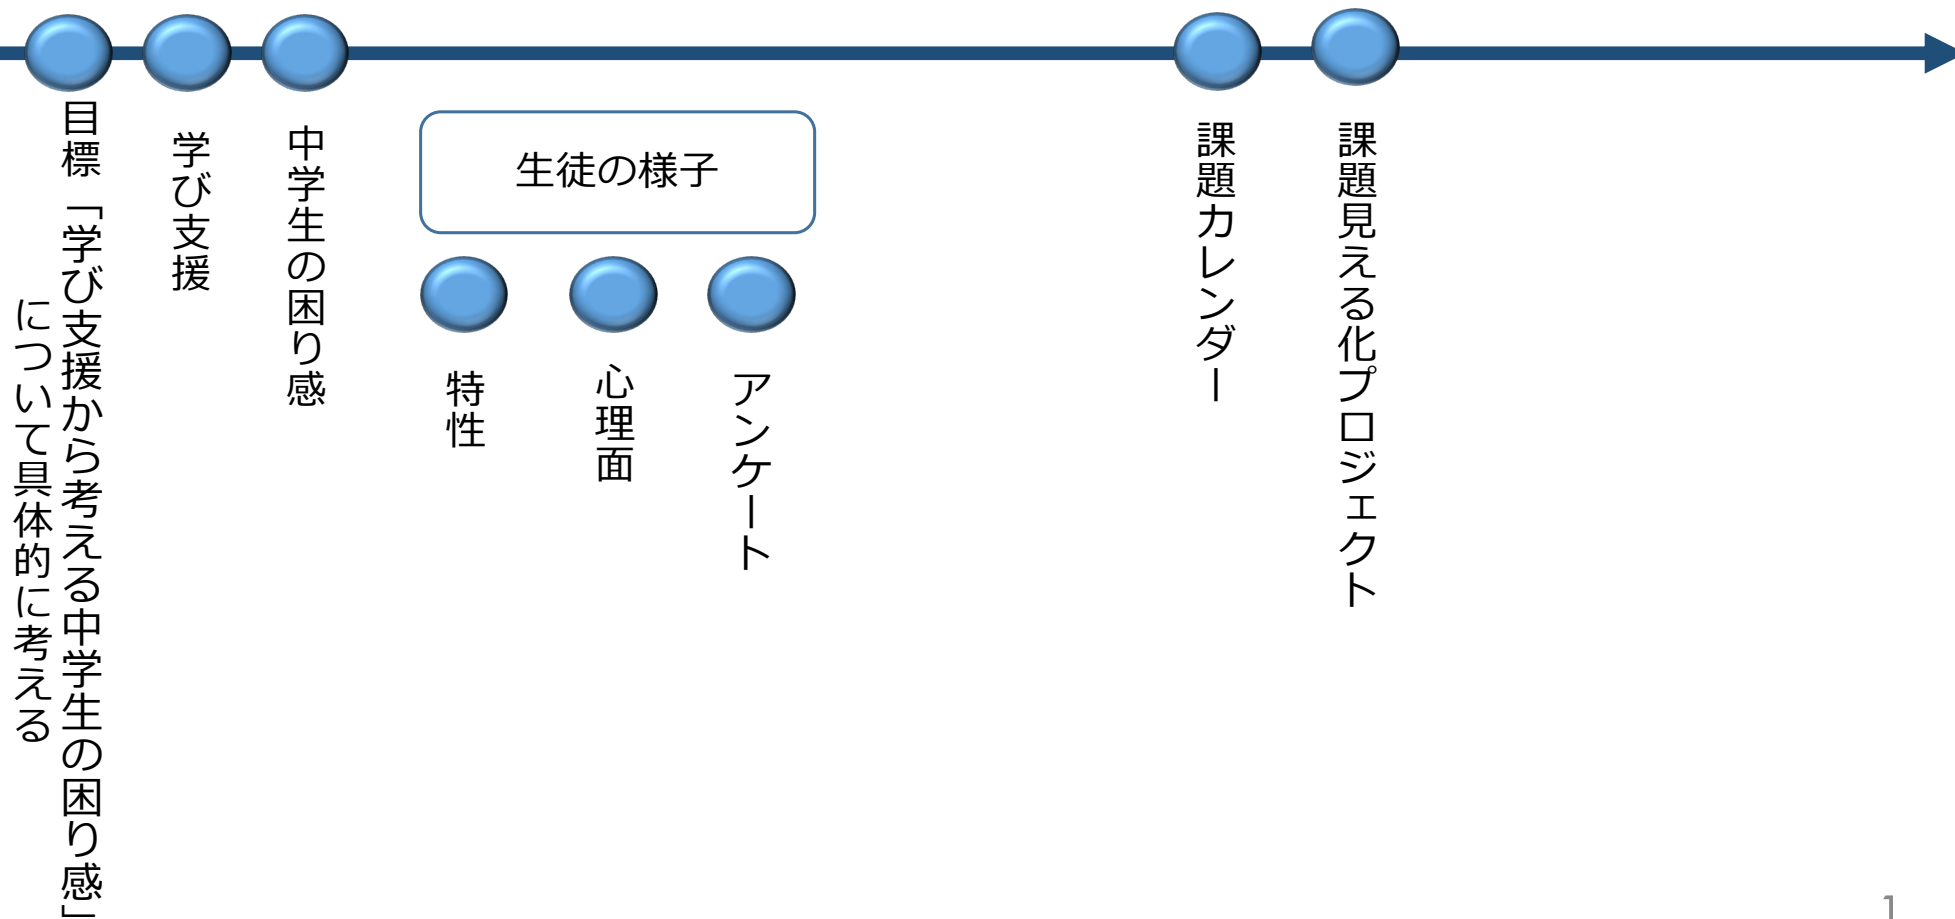 目標「学び支援から考える中学生の困り感」
について具体的に考える
学び支援
中学生の困り感
生徒の様子
特性
心理面
アンケート
課題カレンダー
課題見える化プロジェクト
1